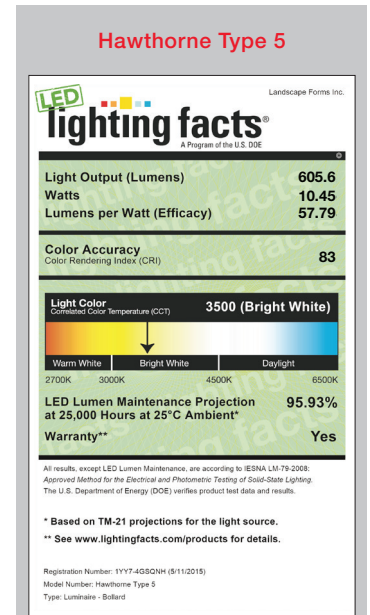 Hawthorne Type 5
Landscape Forms Inc.
LED
lighting facts®
A Program of the U.S. DOE
Light Output (Lumens) 605.6
Watts 10.45
Lumens per Watt (Efficacy) 57.79
Color Accuracy
Color Rendering Index (CRI) 83
Light Color
Correlated Color Temperature (CCT) 3500 (Bright White)
Warm White Bright White Daylight
2700K 3000K 4500K 6500K
LED Lumen Maintenance Projection
at 25,000 Hours at 25°C Ambient* 95.93%
Warranty** Yes
All results, except LED Lumen Maintenance, are according to IESNA LM-79-2008:
Approved Method for the Electrical and Photometric Testing of Solid-State Lighting.
The U.S. Department of Energy (DOE) verifies product test data and results.
* Based on TM-21 projections for the light source.
** See www.lightingfacts.com/products for details.
Registration Number: 1YY7-4GSQNH (5/11/2015)
Model Number: Hawthorne Type 5
Type: Luminaire - Bollard